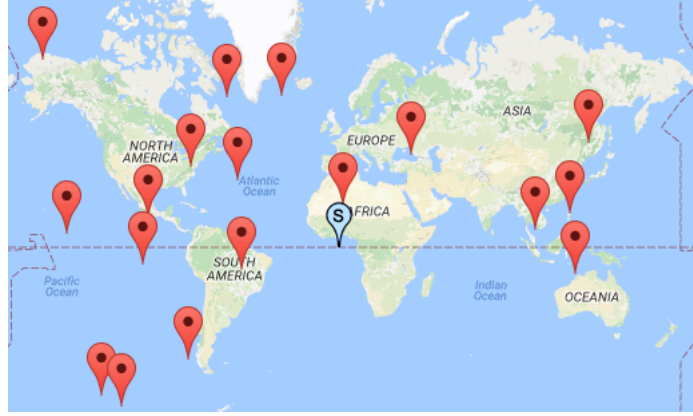 ASIA
EUROPE
NORTH
AMERICA
Atlantic
Ocean
AFRICA
S
SOUTH
AMERICA
Pacific
Ocean
Indian
Ocean
OCEANIA